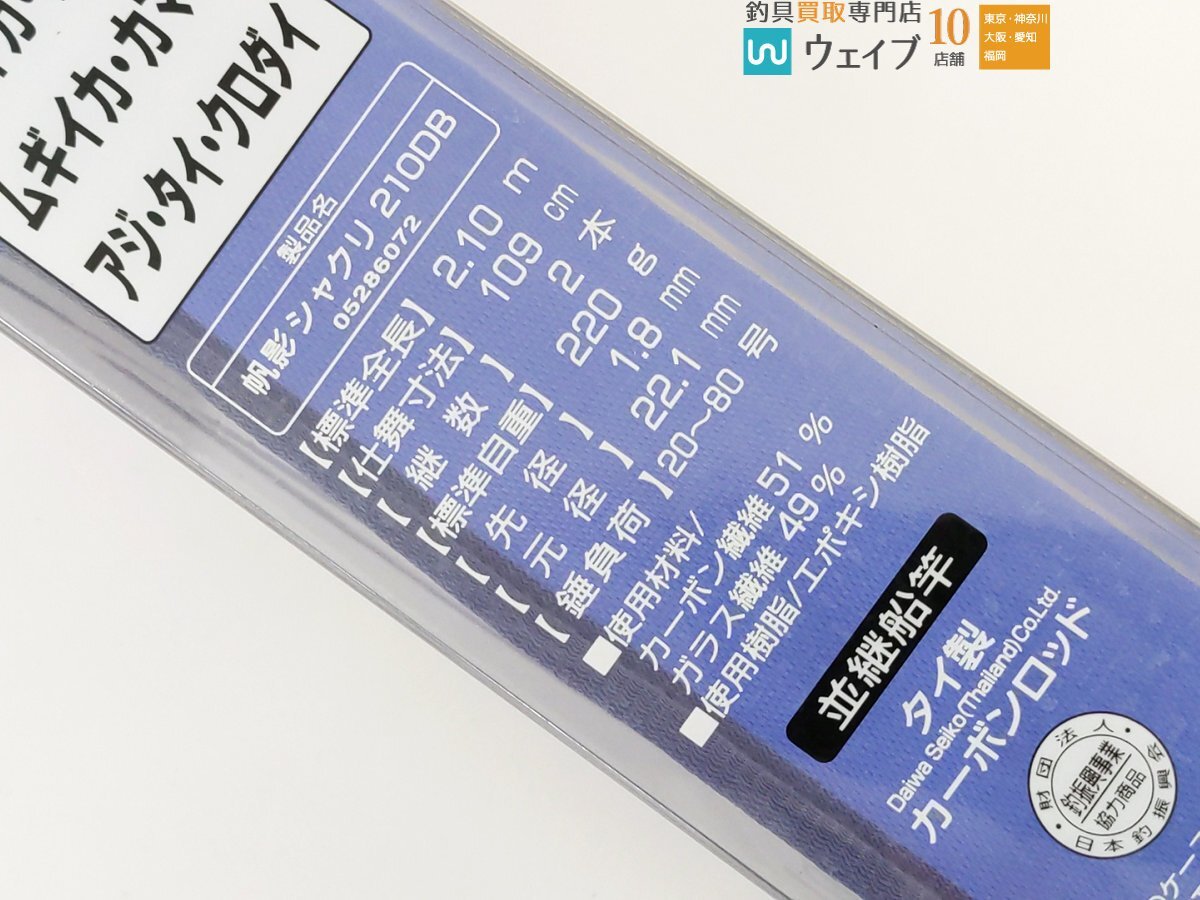 釣具買取専門店
ウェイブ
10
店舗
東京・神奈川
大阪・愛知
福岡
ムギイカ・カマ
アジ・タイ・クロダイ
製品名
帆影シャクリ 210DB
05286072
【標準全長】 2.10 m
【仕舞寸法】 109 cm
【継数】 2 本
【標準自重】 220 g
【先径】 1.8 mm
【元径】 22.1 mm
【錘負荷】 20〜80 号
■使用材料/
カーボン繊維 51 %
ガラス繊維 49 %
■使用樹脂/エポキシ樹脂
並継船竿
タイ製
Daiwa Seiko(Thailand)Co.Ltd.
カーボンロッド
財団法人
釣振興事業
協力商品
日本釣振興会